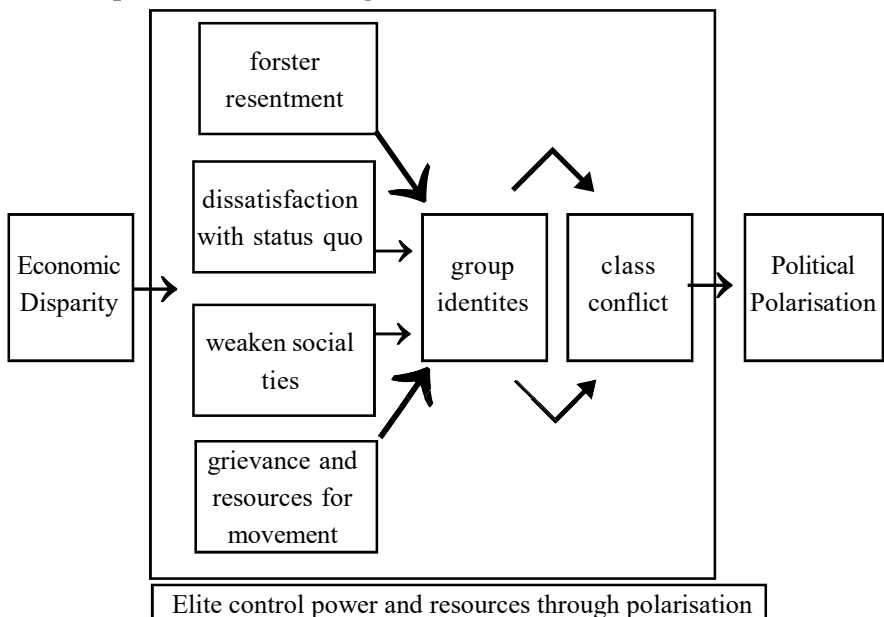 forster
resentment
dissatisfaction
with status quo
Economic
Disparity
group
identites
class
conflict
Political
Polarisation
weaken social
ties
grievance and
resources for
movement
Elite control power and resources through polarisation